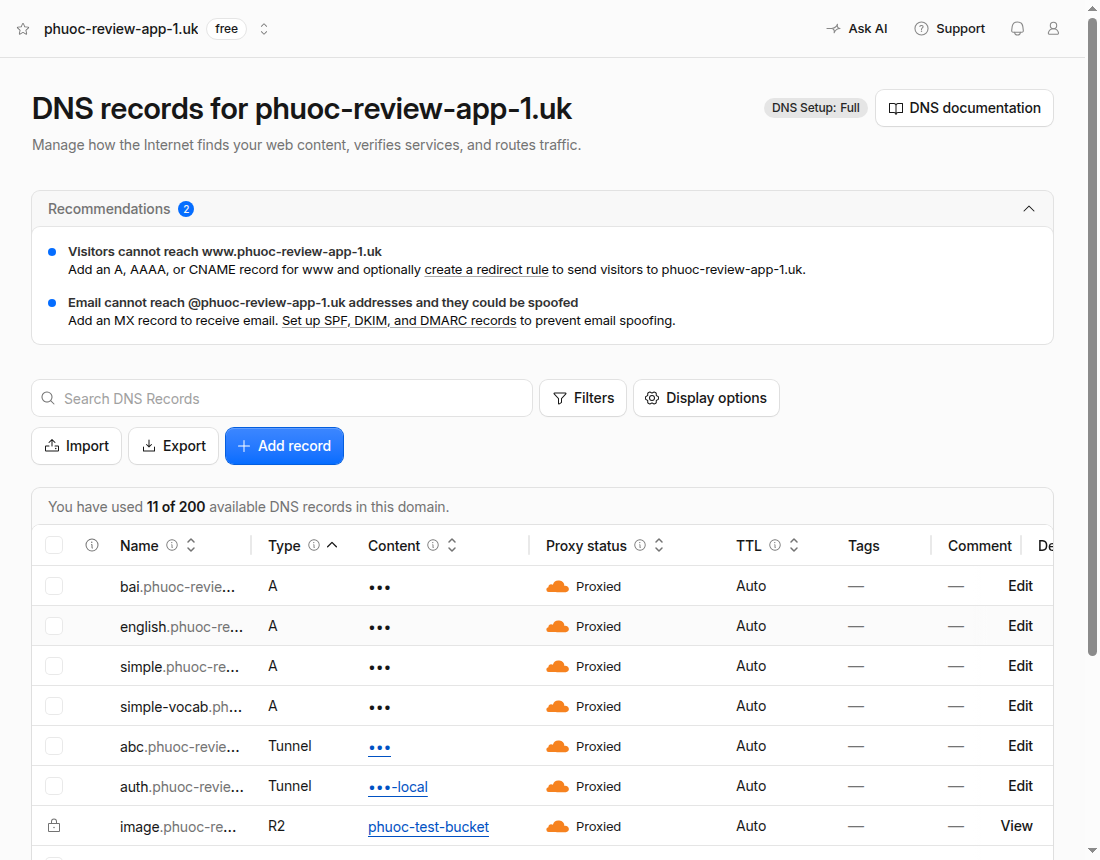 phuoc-review-app-1.uk free Ask AI Support
DNS records for phuoc-review-app-1.uk DNS Setup: Full DNS documentation
Manage how the Internet finds your web content, verifies services, and routes traffic.
Recommendations 2
Visitors cannot reach www.phuoc-review-app-1.uk
Add an A, AAAA, or CNAME record for www and optionally create a redirect rule to send visitors to phuoc-review-app-1.uk.
Email cannot reach @phuoc-review-app-1.uk addresses and they could be spoofed
Add an MX record to receive email. Set up SPF, DKIM, and DMARC records to prevent email spoofing.
Search DNS Records Filters Display options
Import Export + Add record
You have used 11 of 200 available DNS records in this domain.
Name Type Content Proxy status TTL Tags Comment De
bai.phuoc-revie... A ••• Proxied Auto — — Edit
english.phuoc-re... A ••• Proxied Auto — — Edit
simple.phuoc-re... A ••• Proxied Auto — — Edit
simple-vocab.ph... A ••• Proxied Auto — — Edit
abc.phuoc-revie... Tunnel ••• Proxied Auto — — Edit
auth.phuoc-revie... Tunnel •••-local Proxied Auto — — Edit
image.phuoc-re... R2 phuoc-test-bucket Proxied Auto — — View